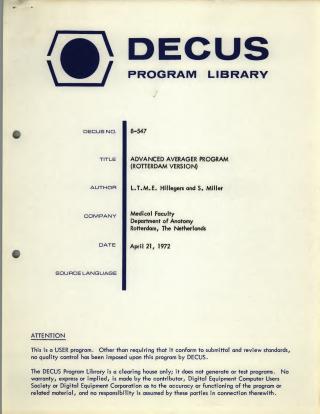 DECUS
PROGRAM LIBRARY
DECUS NO. 8-547
TITLE ADVANCED AVERAGER PROGRAM
(ROTTERDAM VERSION)
AUTHOR L.T.M.E. Hillegers and S. Miller
COMPANY Medical Faculty
Department of Anatomy
Rotterdam, The Netherlands
DATE April 21, 1972
SOURCE LANGUAGE
ATTENTION
This is a USER program. Other than requiring that it conform to submittal and review standards,
no quality control has been imposed upon this program by DECUS.
The DECUS Program Library is a clearing house only; it does not generate or test programs. No
warranty, express or implied, is made by the contributor, Digital Equipment Computer Users
Society or Digital Equipment Corporation as to the accuracy or functioning of the program or
related material, and no responsibility is assumed by these parties in connection therewith.